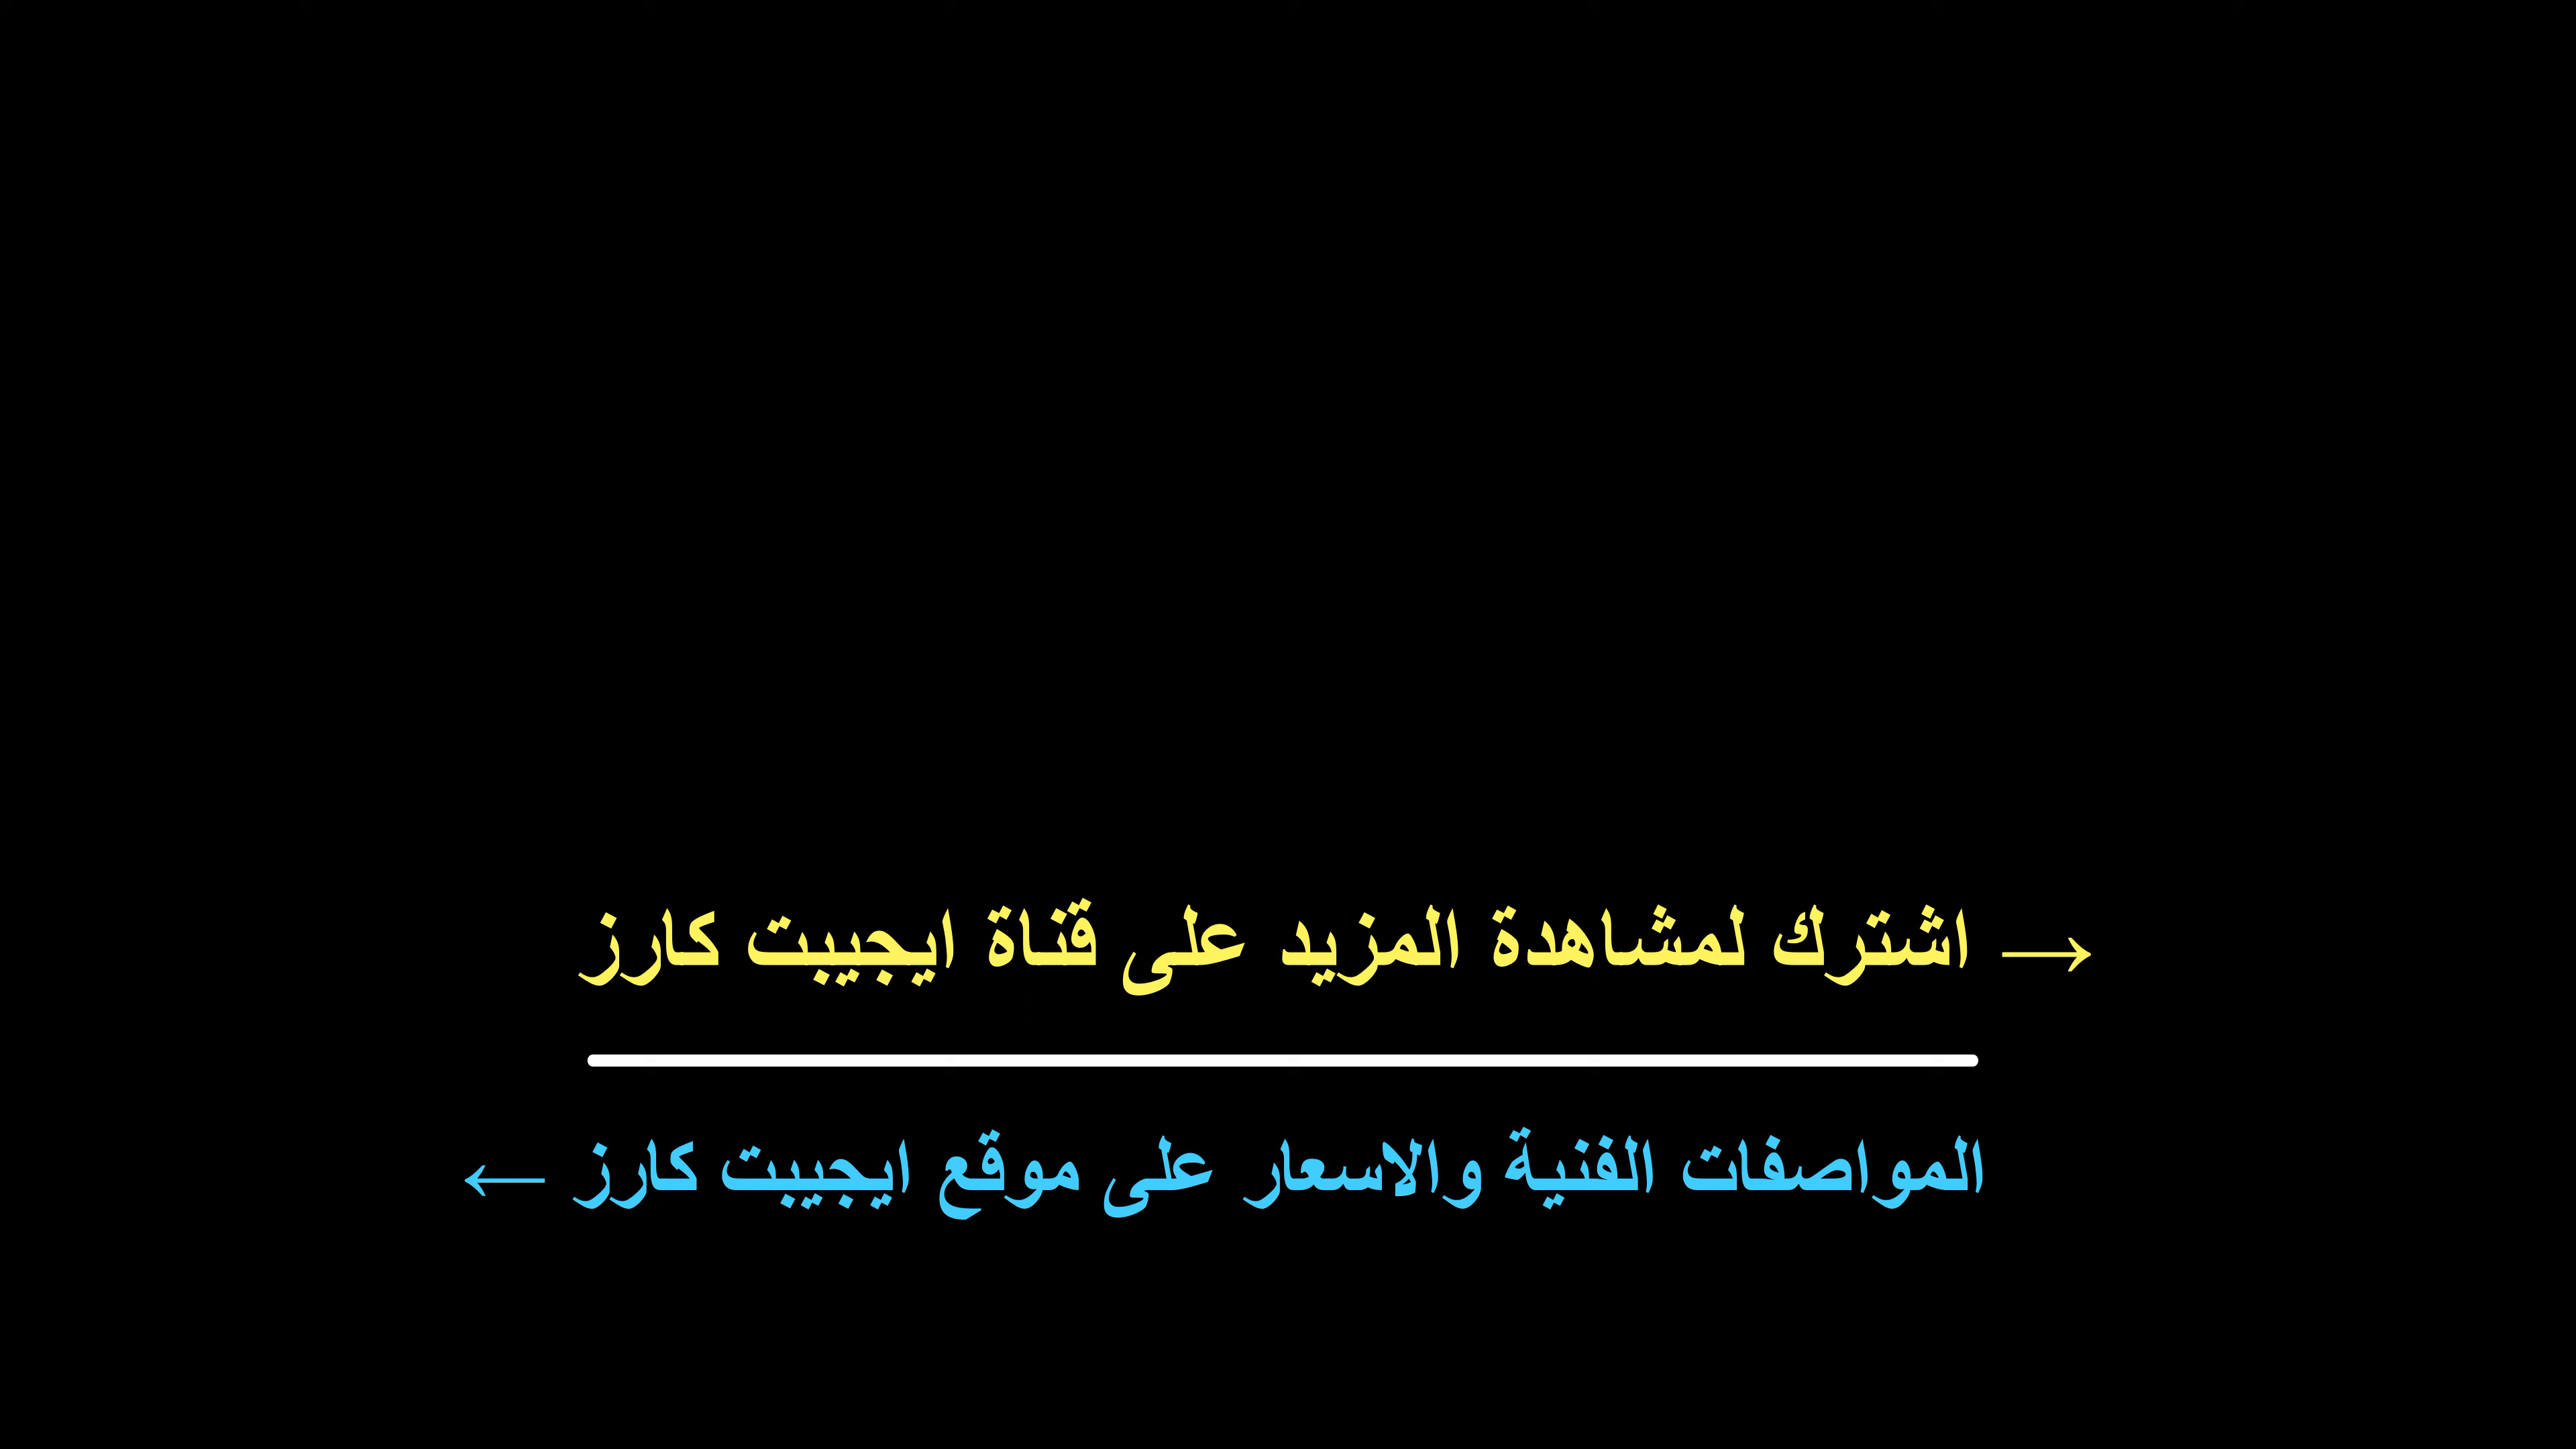 → اشترك لمشاهدة المزيد على قناة ايجيبت كارز
المواصفات الفنية والاسعار على موقع ايجيبت كارز ←